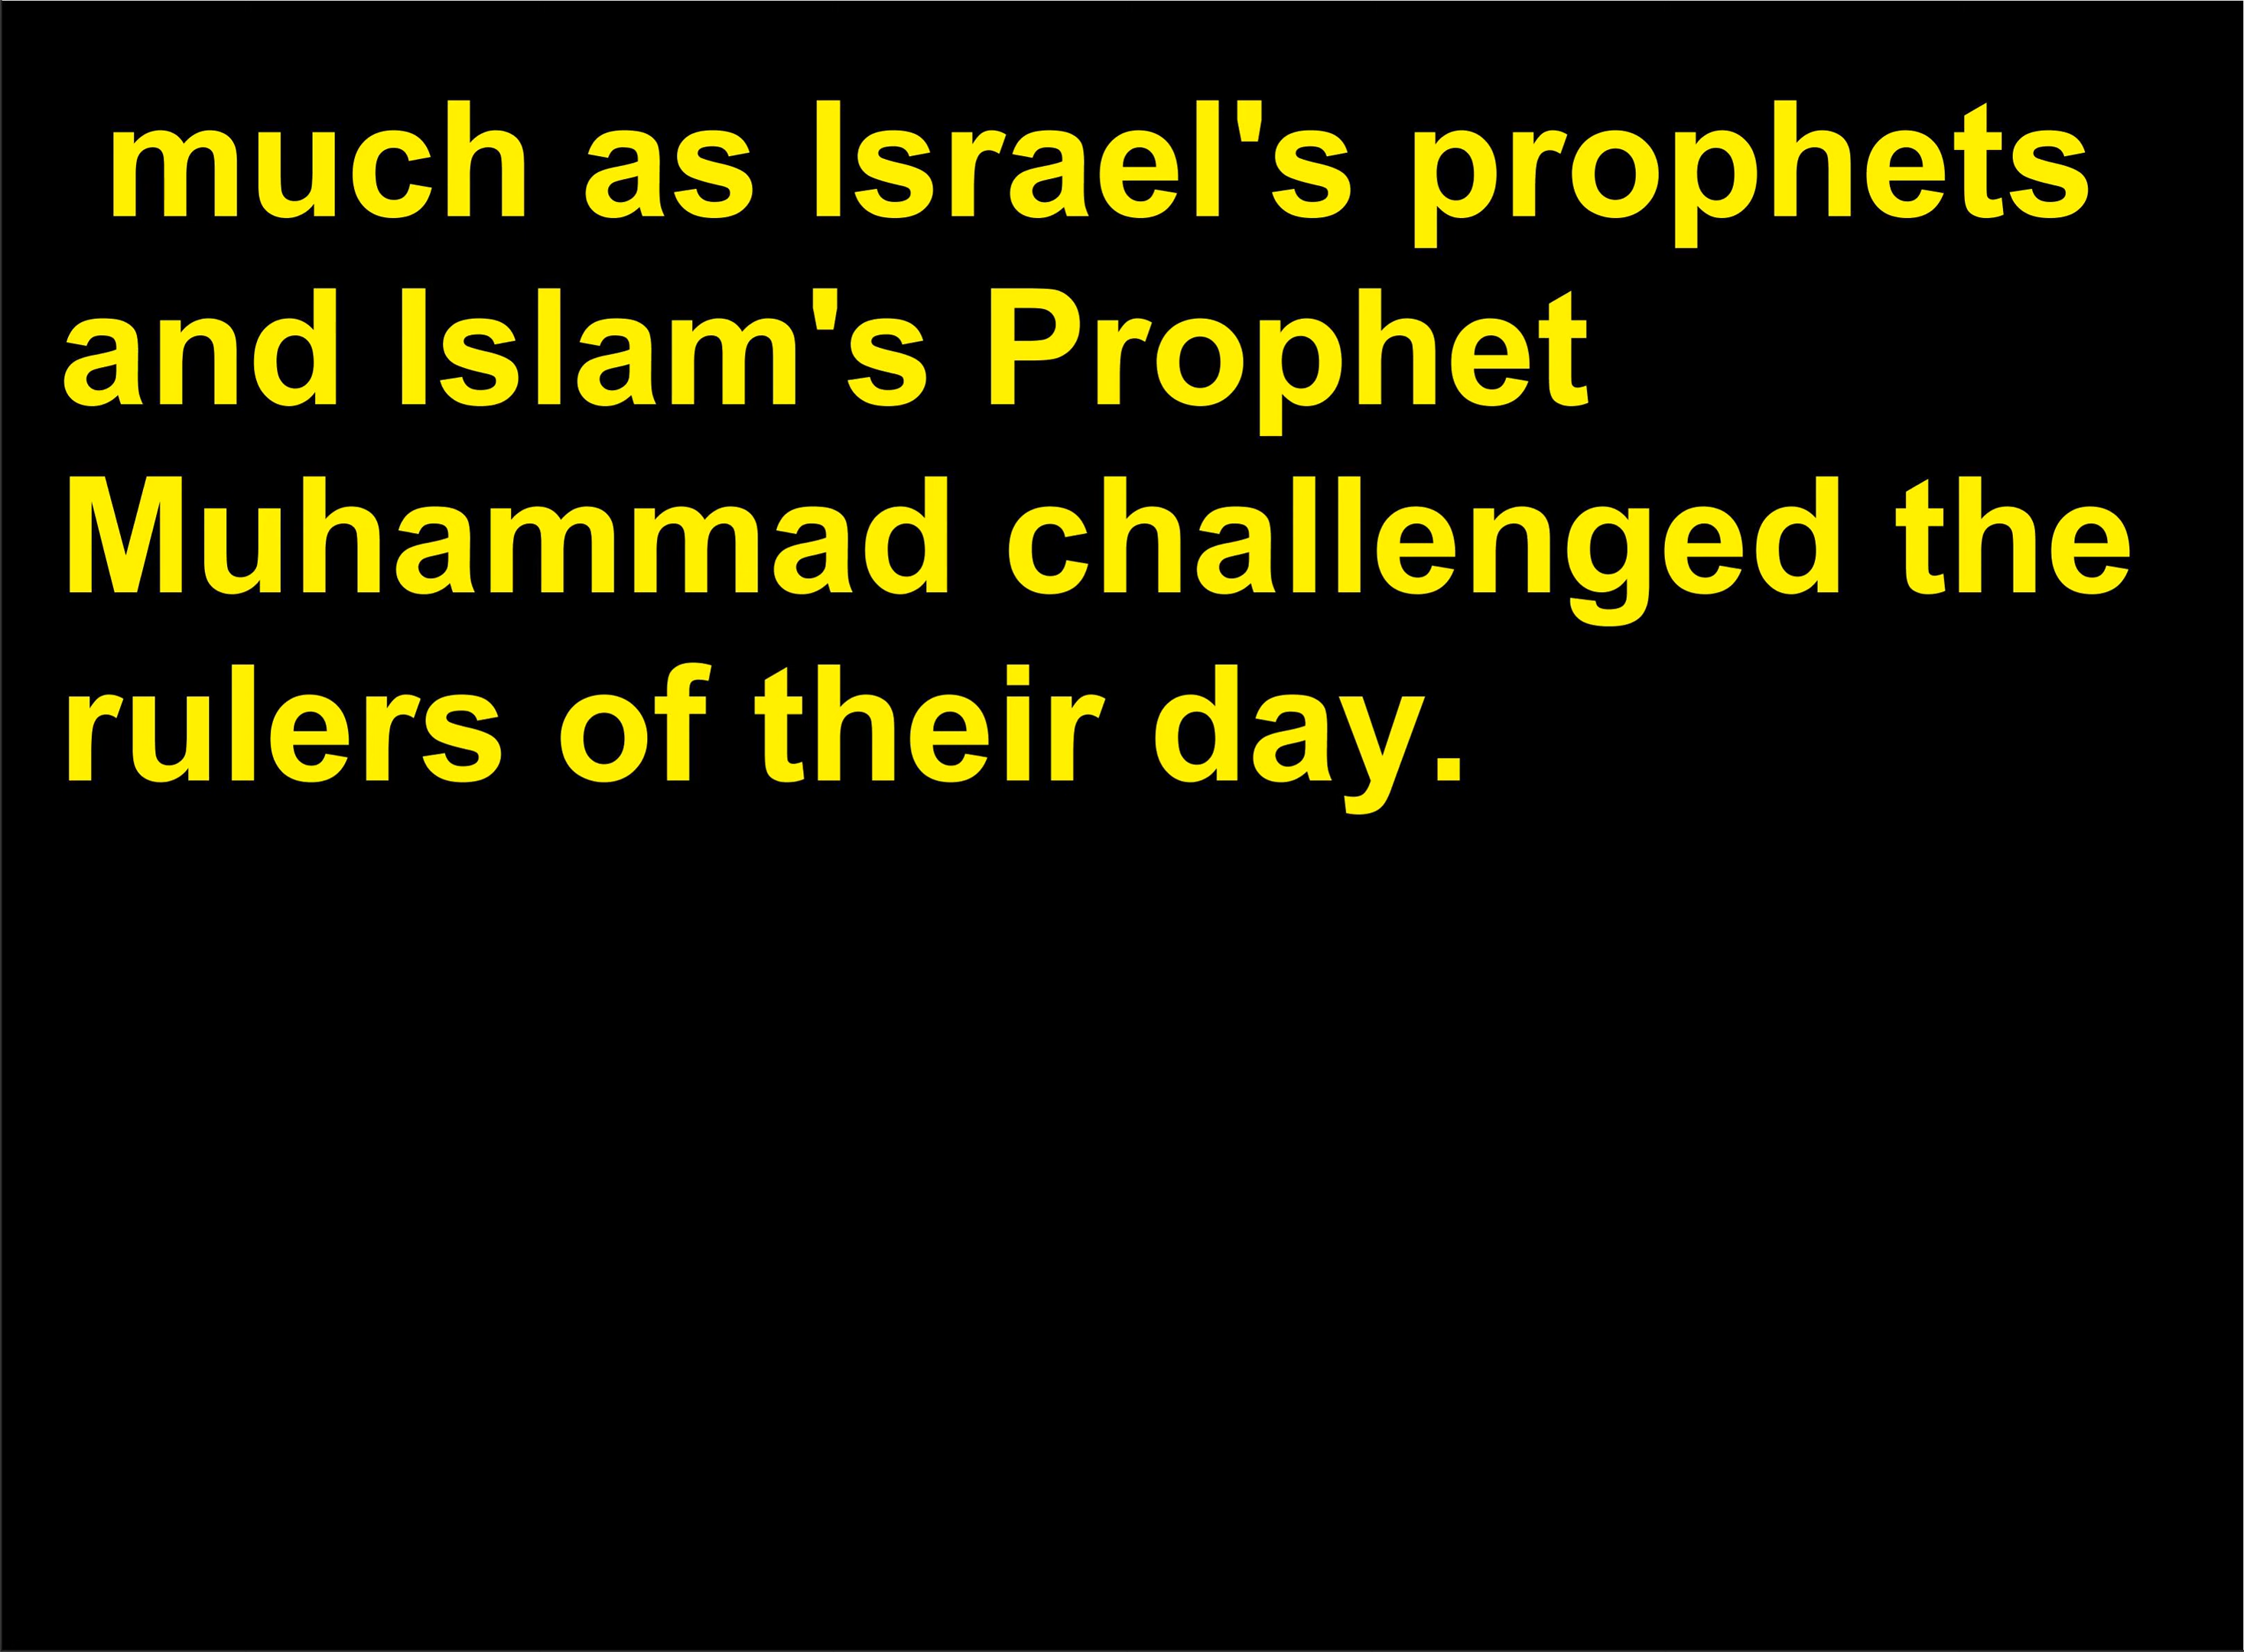 much as Israel's prophets
and Islam's Prophet
Muhammad challenged the
rulers of their day.